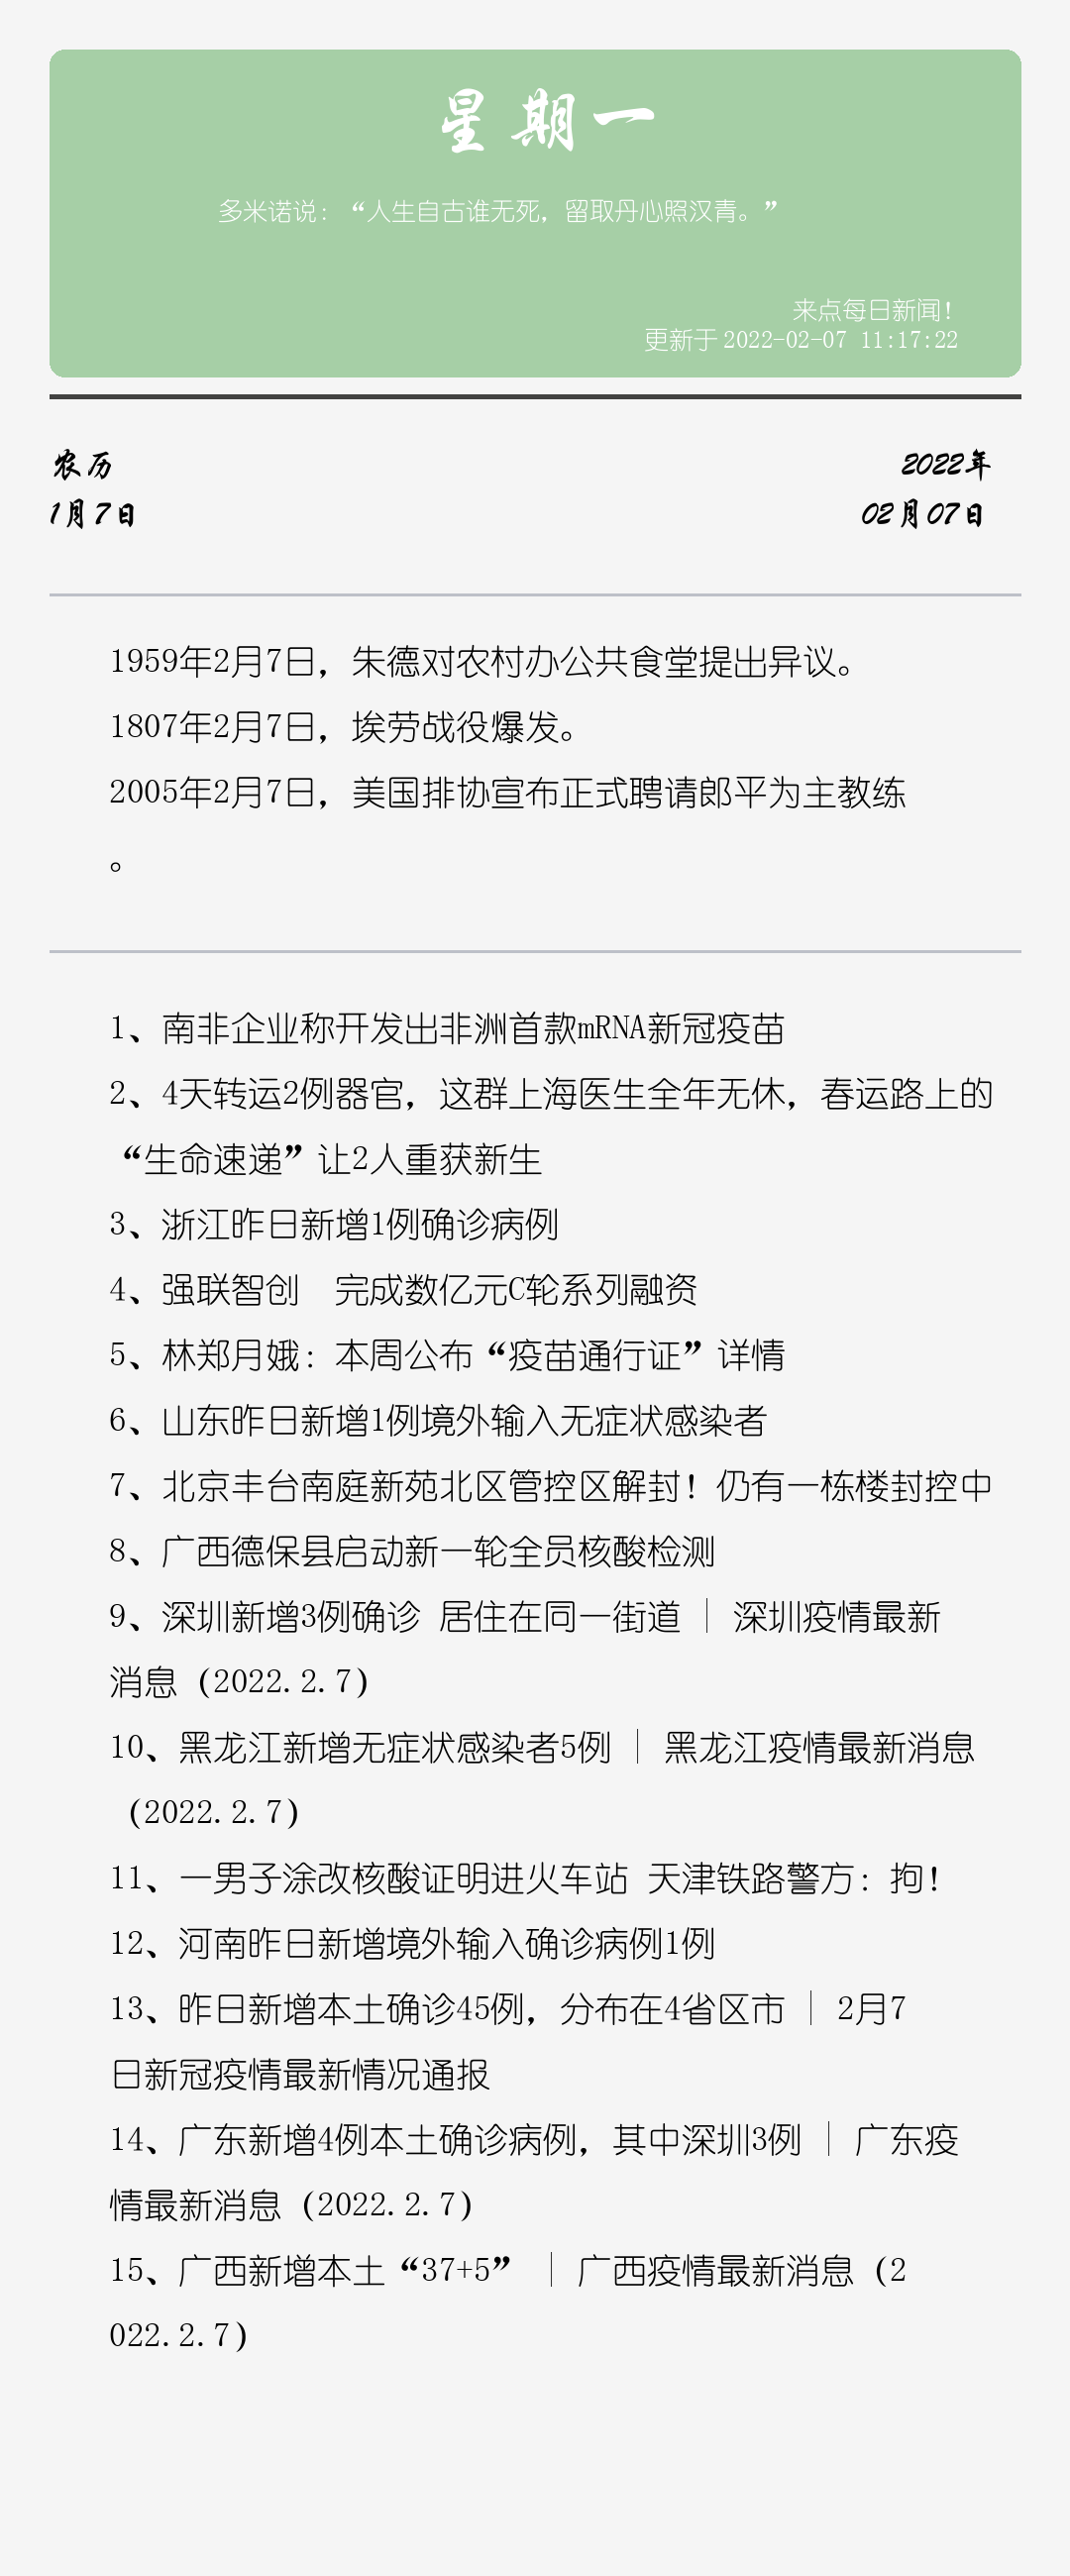 星期一
多米诺说：“人生自古谁无死，留取丹心照汉青。”
来点每日新闻！
更新于 2022-02-07 11:17:22
农历
2022年
1月7日
02月07日
1959年2月7日，朱德对农村办公共食堂提出异议。
1807年2月7日，埃劳战役爆发。
2005年2月7日，美国排协宣布正式聘请郎平为主教练
。
1、南非企业称开发出非洲首款mRNA新冠疫苗
2、4天转运2例器官，这群上海医生全年无休，春运路上的
“生命速递”让2人重获新生
3、浙江昨日新增1例确诊病例
4、强联智创　完成数亿元C轮系列融资
5、林郑月娥：本周公布“疫苗通行证”详情
6、山东昨日新增1例境外输入无症状感染者
7、北京丰台南庭新苑北区管控区解封！仍有一栋楼封控中
8、广西德保县启动新一轮全员核酸检测
9、深圳新增3例确诊 居住在同一街道｜深圳疫情最新
消息（2022.2.7）
10、黑龙江新增无症状感染者5例｜黑龙江疫情最新消息
（2022.2.7）
11、一男子涂改核酸证明进火车站 天津铁路警方：拘！
12、河南昨日新增境外输入确诊病例1例
13、昨日新增本土确诊45例，分布在4省区市｜2月7
日新冠疫情最新情况通报
14、广东新增4例本土确诊病例，其中深圳3例｜广东疫
情最新消息（2022.2.7）
15、广西新增本土“37+5”｜广西疫情最新消息（2
022.2.7）